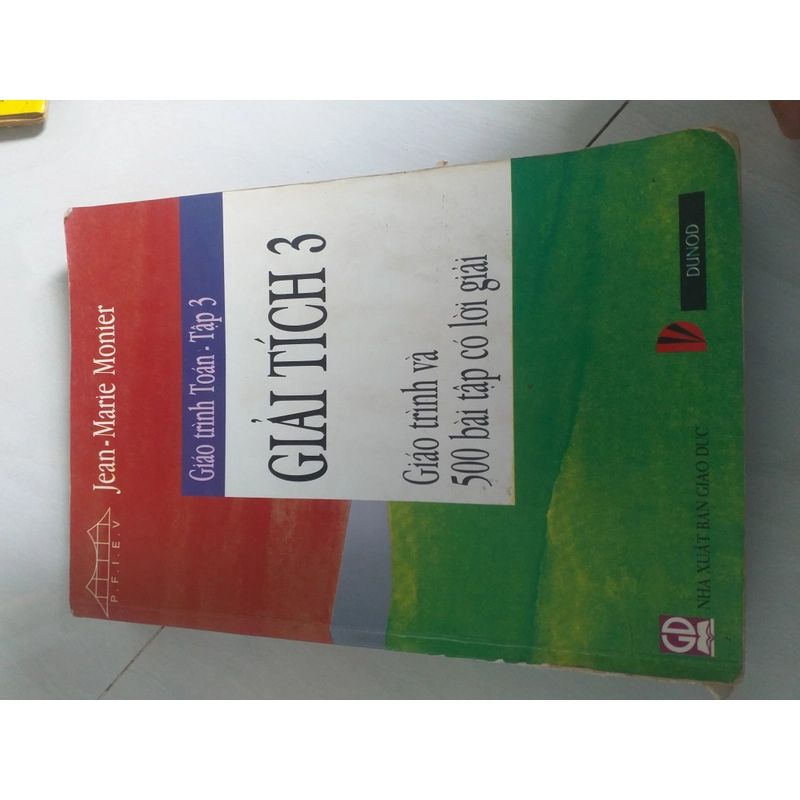 P.F.I.E.V
Jean-Marie Monier
Giáo trình Toán - Tập 3
GIẢI TÍCH 3
Giáo trình và
500 bài tập có lời giải
DUNOD
GD
NHÀ XUẤT BẢN GIÁO DỤC